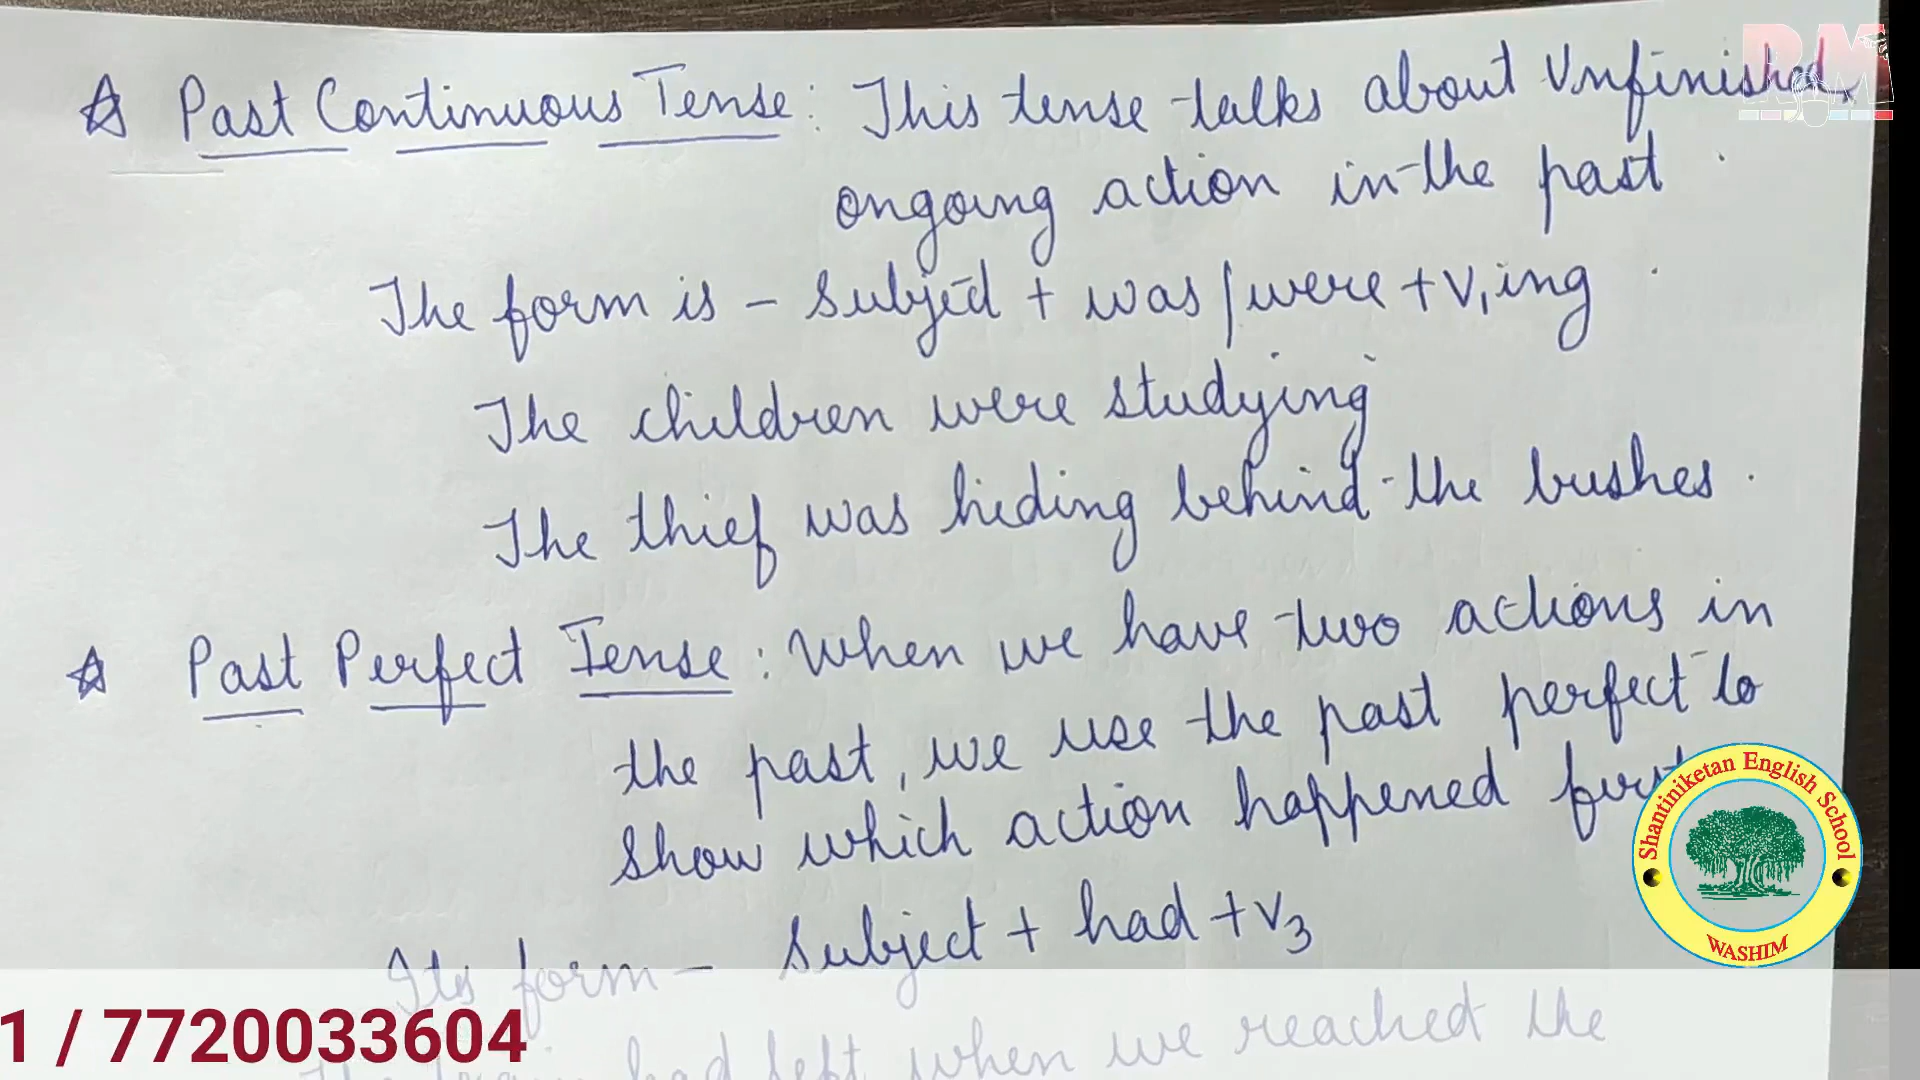 ☆ Past Continuous Tense : This tense talks about Unfinished,
ongoing action in the past
The form is - Subject + was / were + V1 ing
The children were studying
The thief was hiding behind the bushes.
☆ Past Perfect Tense : When we have two actions in
the past, we use the past perfect to
show which action happened first
Its form - Subject + had + V3
had left when we reached the
RM
Shantiniketan English School
WASHIM
1 / 7720033604